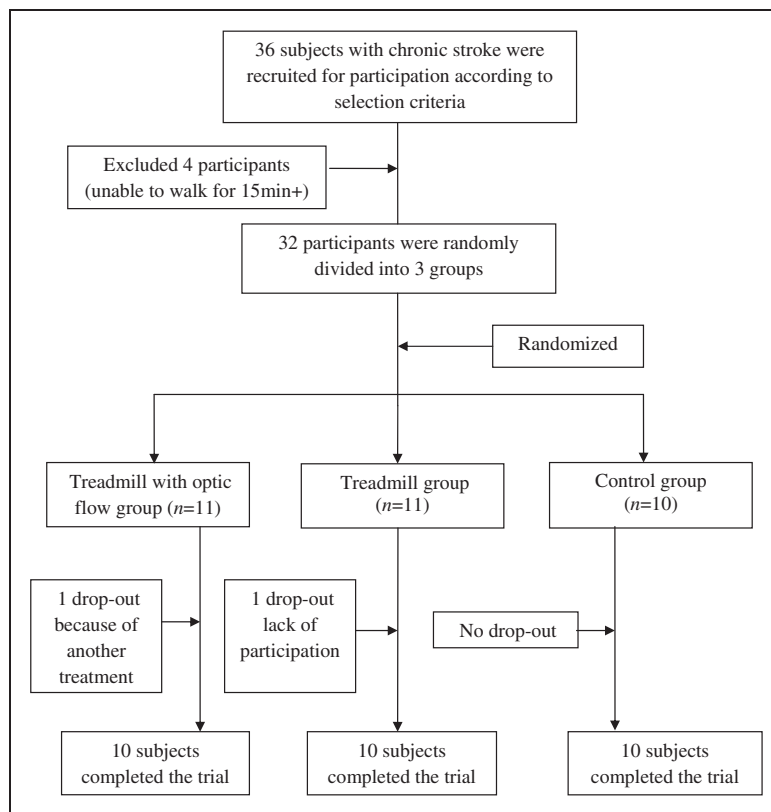 36 subjects with chronic stroke were
recruited for participation according to
selection criteria
Excluded 4 participants
(unable to walk for 15min+)
32 participants were randomly
divided into 3 groups
Randomized
Treadmill with optic
flow group (n=11)
Treadmill group
(n=11)
Control group
(n=10)
1 drop-out
because of
another
treatment
1 drop-out
lack of
participation
No drop-out
10 subjects
completed the trial
10 subjects
completed the trial
10 subjects
completed the trial